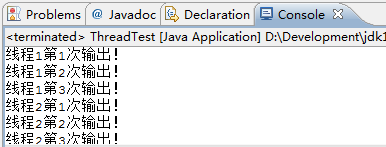 Problems @ Javadoc Declaration Console
<terminated> ThreadTest [Java Application] D:\Development\jdk1
线程1第1次输出!
线程1第2次输出!
线程1第3次输出!
线程2第1次输出!
线程2第2次输出!
线程2第3次输出!